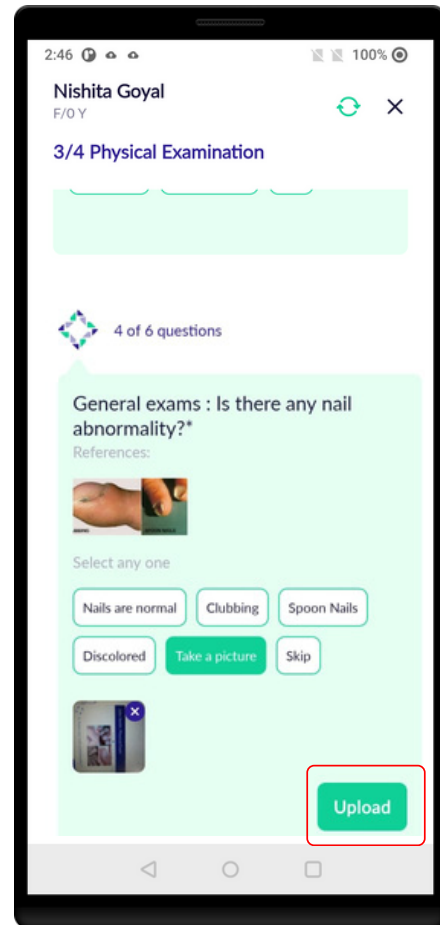 2:46
100%
Nishita Goyal
F/0 Y
3/4 Physical Examination
4 of 6 questions
General exams : Is there any nail
abnormality?*
References:
Select any one
Nails are normal
Clubbing
Spoon Nails
Discolored
Take a picture
Skip
Upload